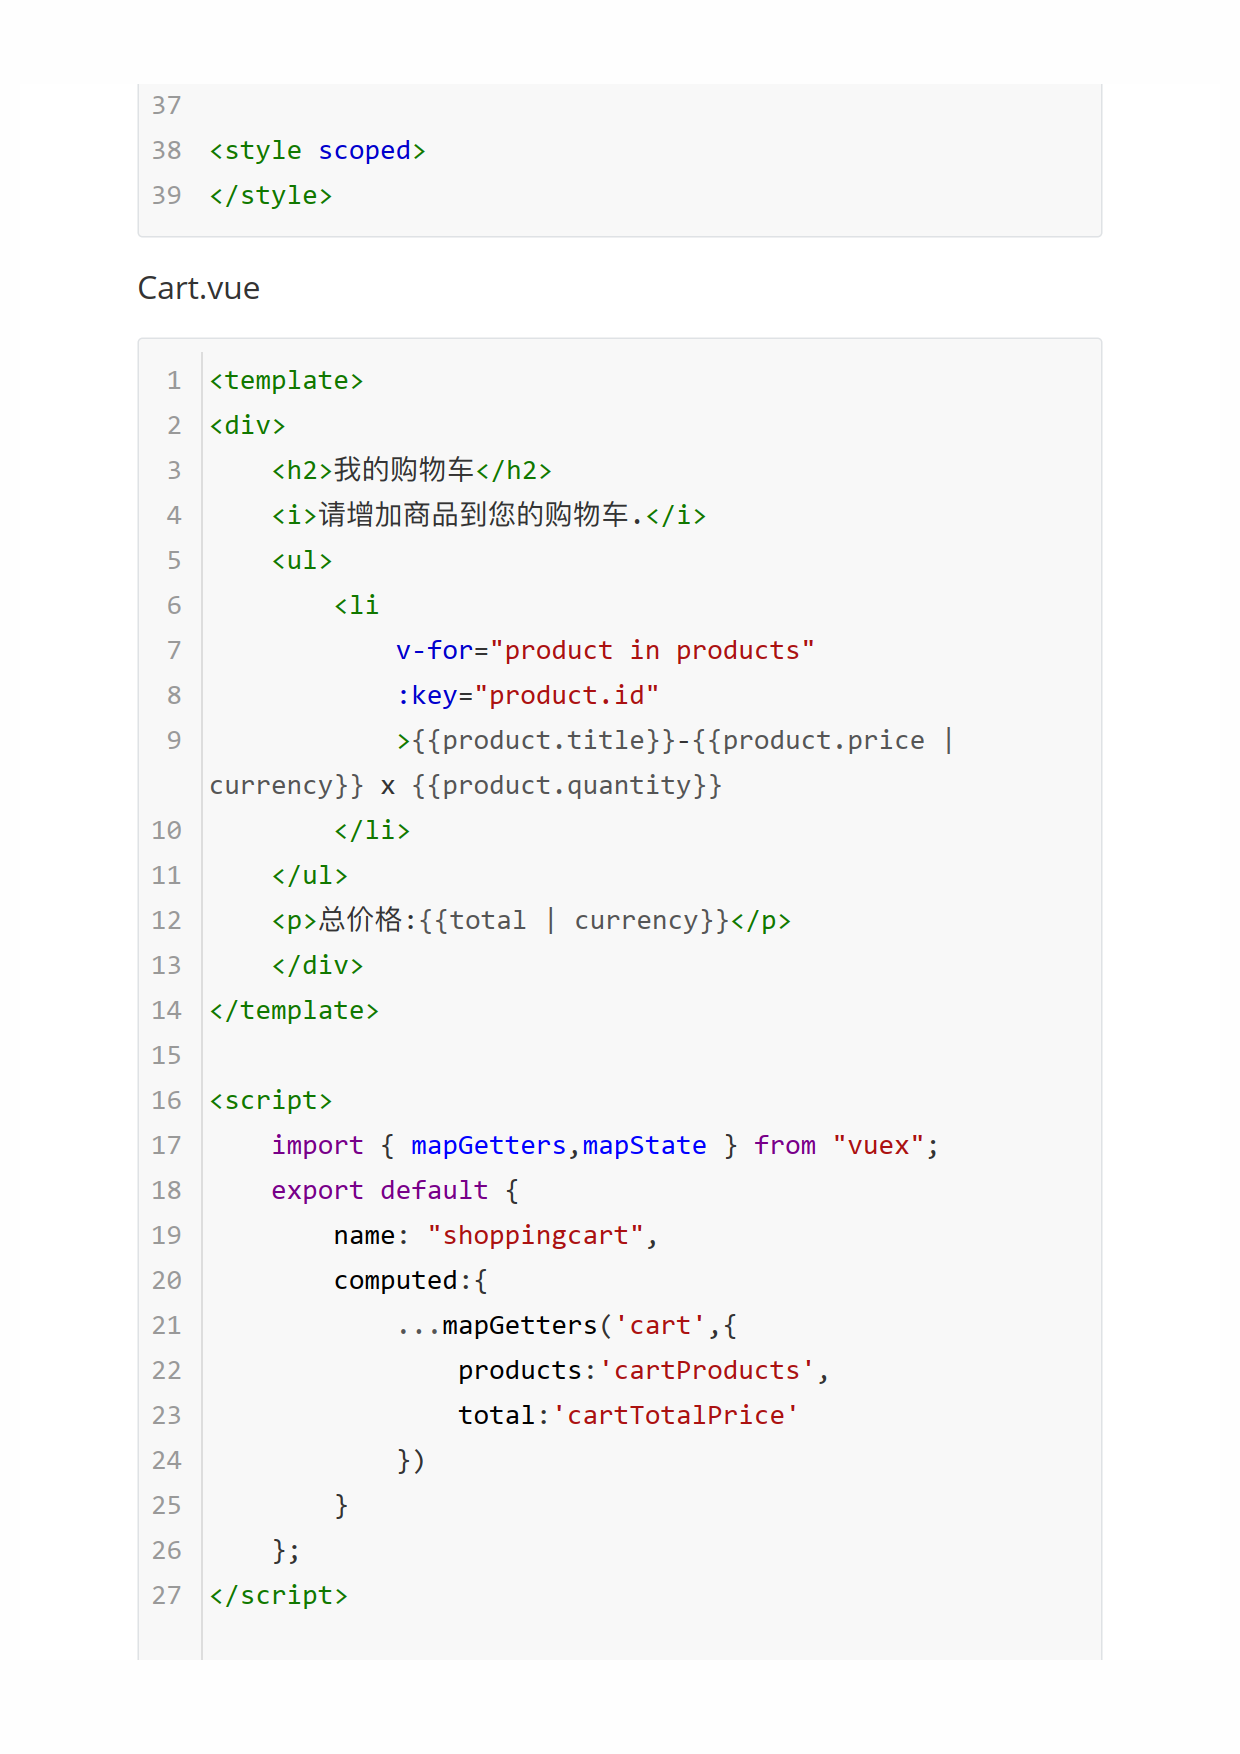 37
38 <style scoped>
39 </style>
Cart.vue
1 <template>
2 <div>
3     <h2>我的购物车</h2>
4     <i>请增加商品到您的购物车.</i>
5     <ul>
6         <li
7             v-for="product in products"
8             :key="product.id"
9             >{{product.title}}-{{product.price |
currency}} x {{product.quantity}}
10         </li>
11     </ul>
12     <p>总价格:{{total | currency}}</p>
13     </div>
14 </template>
15
16 <script>
17     import { mapGetters,mapState } from "vuex";
18     export default {
19         name: "shoppingcart",
20         computed:{
21             ...mapGetters('cart',{
22                 products:'cartProducts',
23                 total:'cartTotalPrice'
24             })
25         }
26     };
27 </script>